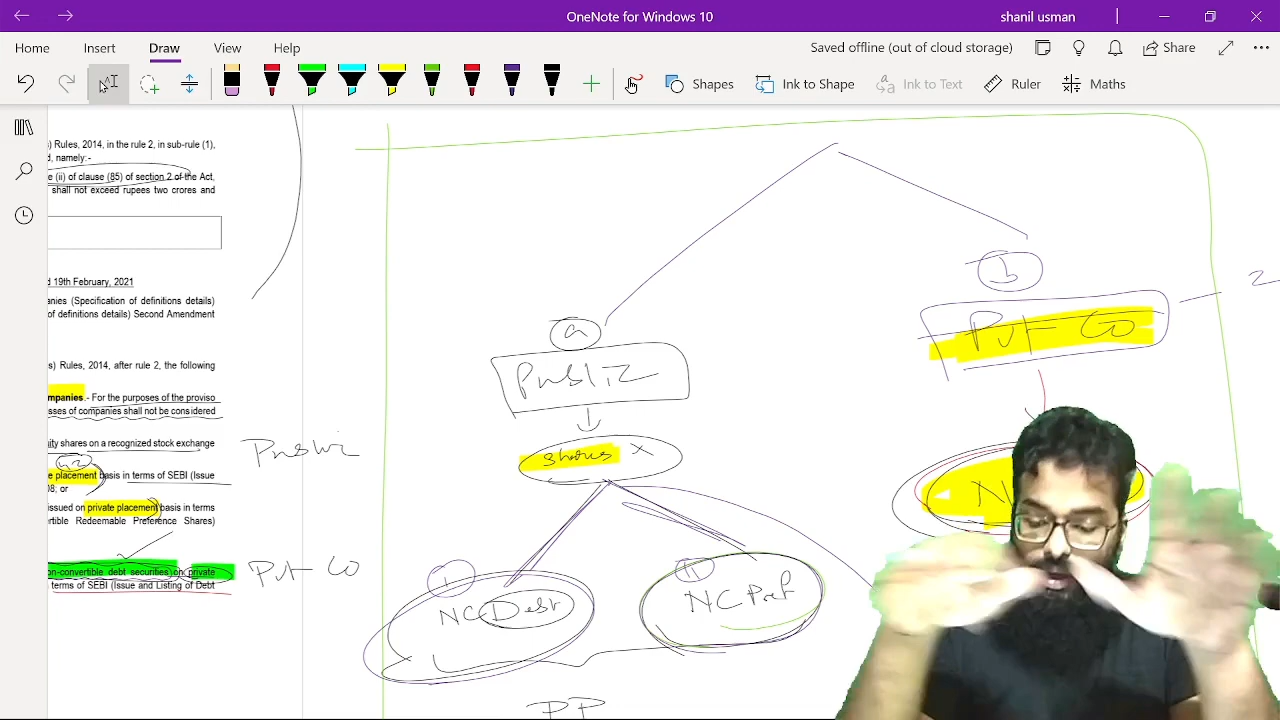 OneNote for Windows 10
shanil usman
Home
Insert
Draw
View
Help
Saved offline (out of cloud storage)
Share
Shapes
Ink to Shape
Ink to Text
Ruler
Maths
) Rules, 2014, in the rule 2, in sub-rule (1),
d, namely:-
e (ii) of clause (85) of section 2 of the Act,
shall not exceed rupees two crores and
d 19th February, 2021
anies (Specification of definitions details)
of definitions details) Second Amendment
s) Rules, 2014, after rule 2, the following
mpanies.- For the purposes of the proviso
sses of companies shall not be considered
ity shares on a recognized stock exchange
e placement basis in terms of SEBI (Issue
08; or
issued on private placement basis in terms
ertible Redeemable Preference Shares)
on-convertible debt securities) on private
terms of SEBI (Issue and Listing of Debt
Public
Pvt Co
a
Public
Shares X
b
Pvt Co
2
N
NC Debt
NC Pref
PP